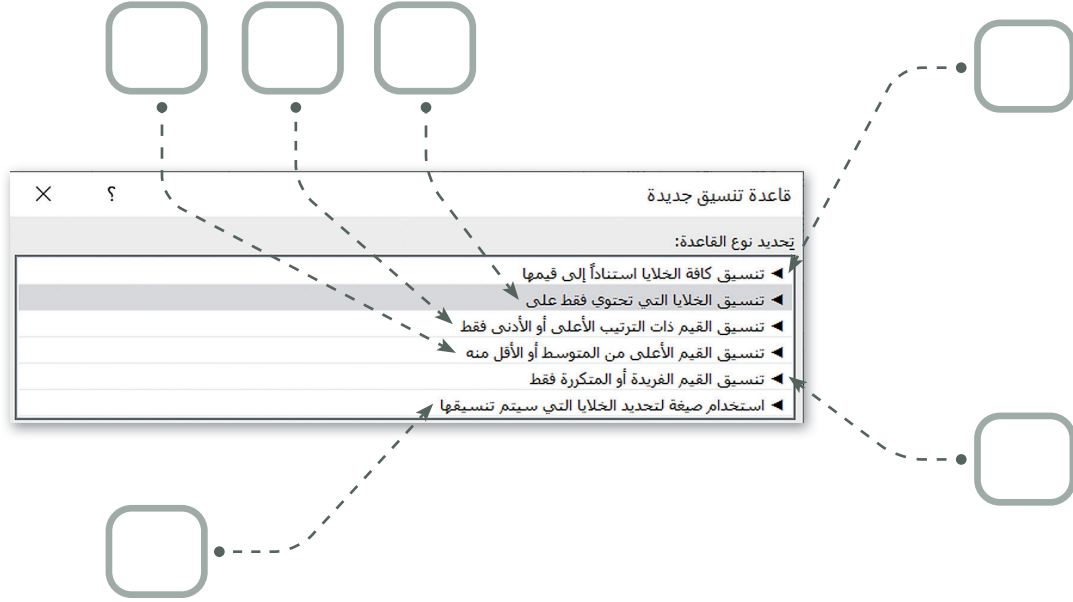 قاعدة تنسيق جديدة ؟ ×
تحديد نوع القاعدة:
◄ تنسيق كافة الخلايا استناداً إلى قيمها
◄ تنسيق الخلايا التي تحتوي فقط على
◄ تنسيق القيم ذات الترتيب الأعلى أو الأدنى فقط
◄ تنسيق القيم الأعلى من المتوسط أو الأقل منه
◄ تنسيق القيم الفريدة أو المتكررة فقط
◄ استخدام صيغة لتحديد الخلايا التي سيتم تنسيقها